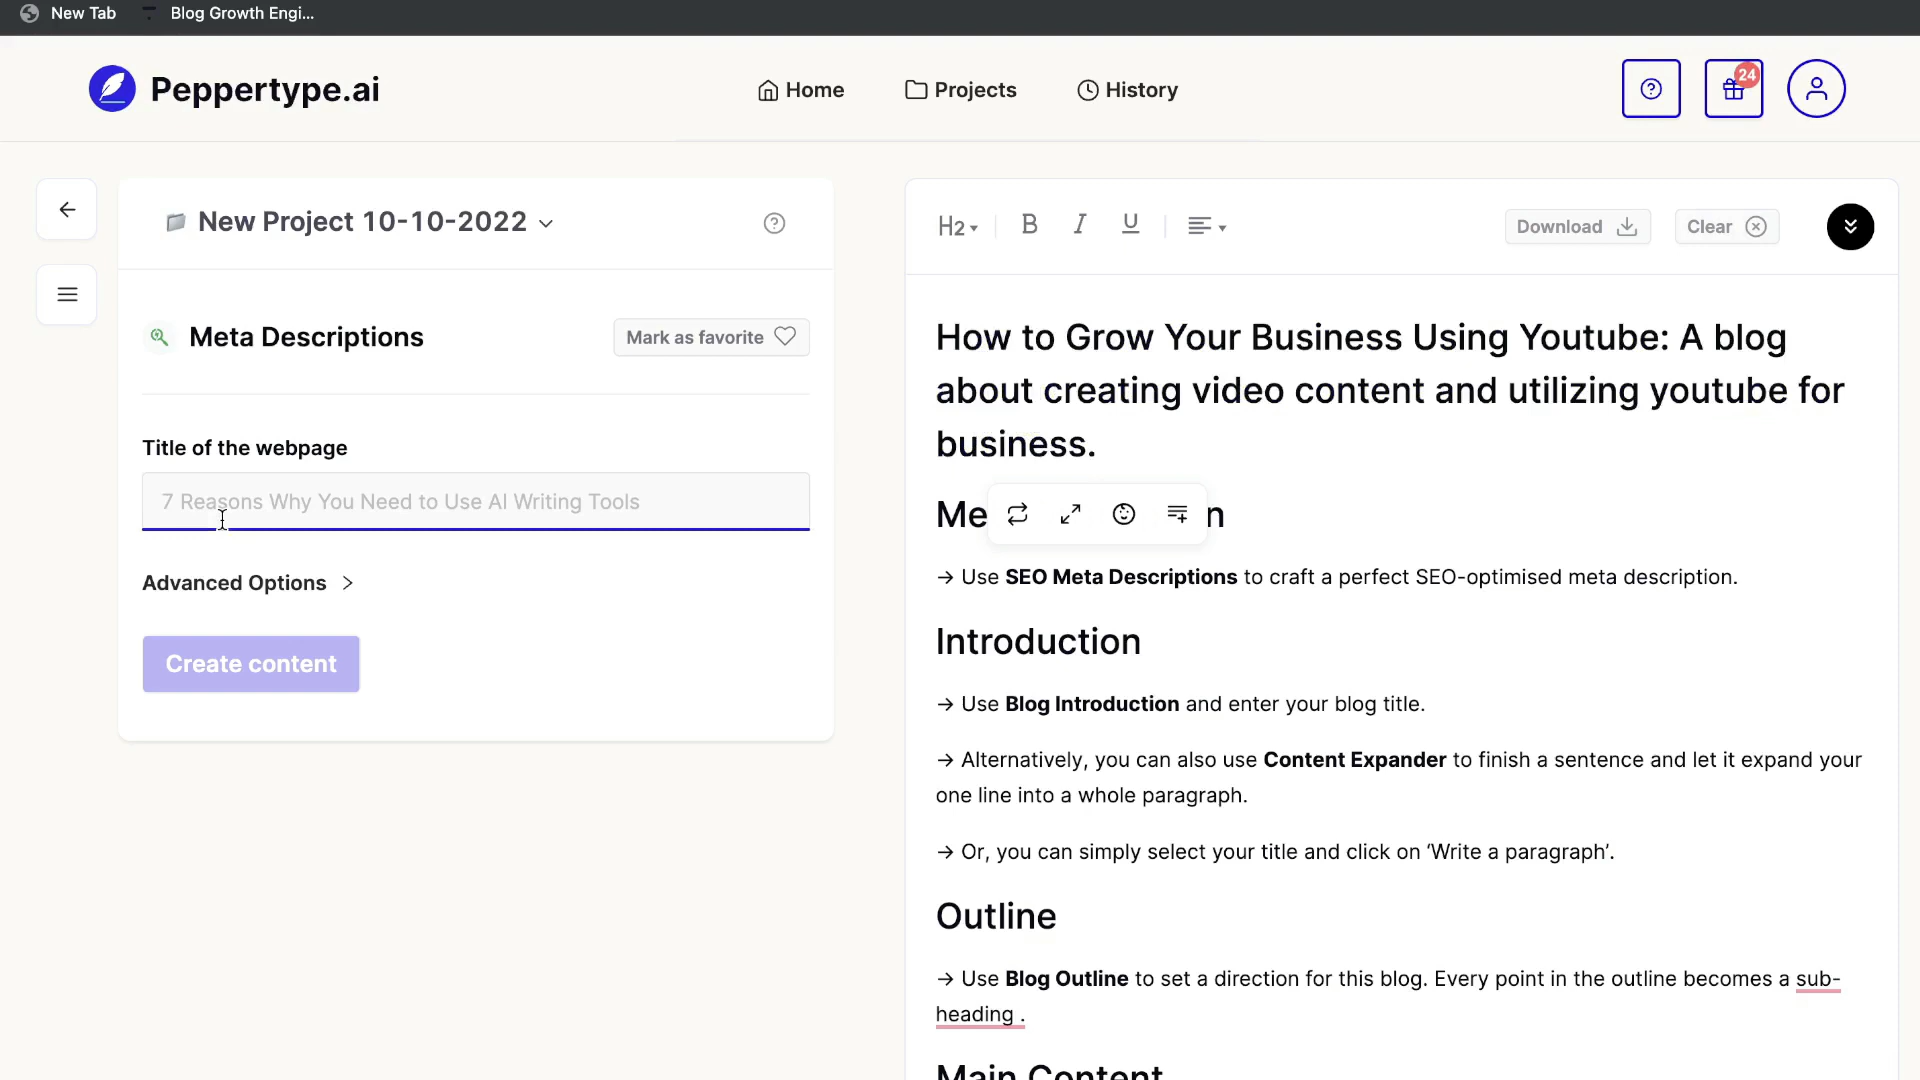 New Tab
Blog Growth Engi...
Peppertype.ai
Home
Projects
History
24
New Project 10-10-2022
Meta Descriptions
Mark as favorite
Title of the webpage
7 Reasons Why You Need to Use AI Writing Tools
Advanced Options
Create content
H2
B
I
U
Download
Clear
How to Grow Your Business Using Youtube: A blog
about creating video content and utilizing youtube for
business.
Me n
→ Use SEO Meta Descriptions to craft a perfect SEO-optimised meta description.
Introduction
→ Use Blog Introduction and enter your blog title.
→ Alternatively, you can also use Content Expander to finish a sentence and let it expand your
one line into a whole paragraph.
→ Or, you can simply select your title and click on ‘Write a paragraph’.
Outline
→ Use Blog Outline to set a direction for this blog. Every point in the outline becomes a sub-
heading .
Main Content